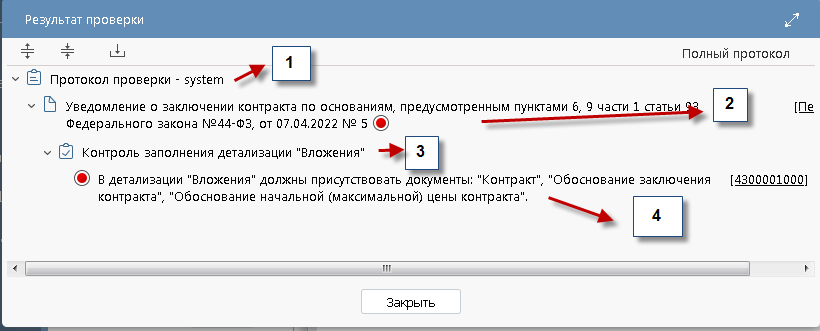 Результат проверки
Полный протокол
Протокол проверки - system
1
Уведомление о заключении контракта по основаниям, предусмотренным пунктами 6, 9 части 1 статьи 93
2
[Пе
Федерального закона №44-ФЗ, от 07.04.2022 № 5
Контроль заполнения детализации "Вложения"
3
В детализации "Вложения" должны присутствовать документы: "Контракт", "Обоснование заключения
[4300001000]
контракта", "Обоснование начальной (максимальной) цены контракта".
4
Закрыть